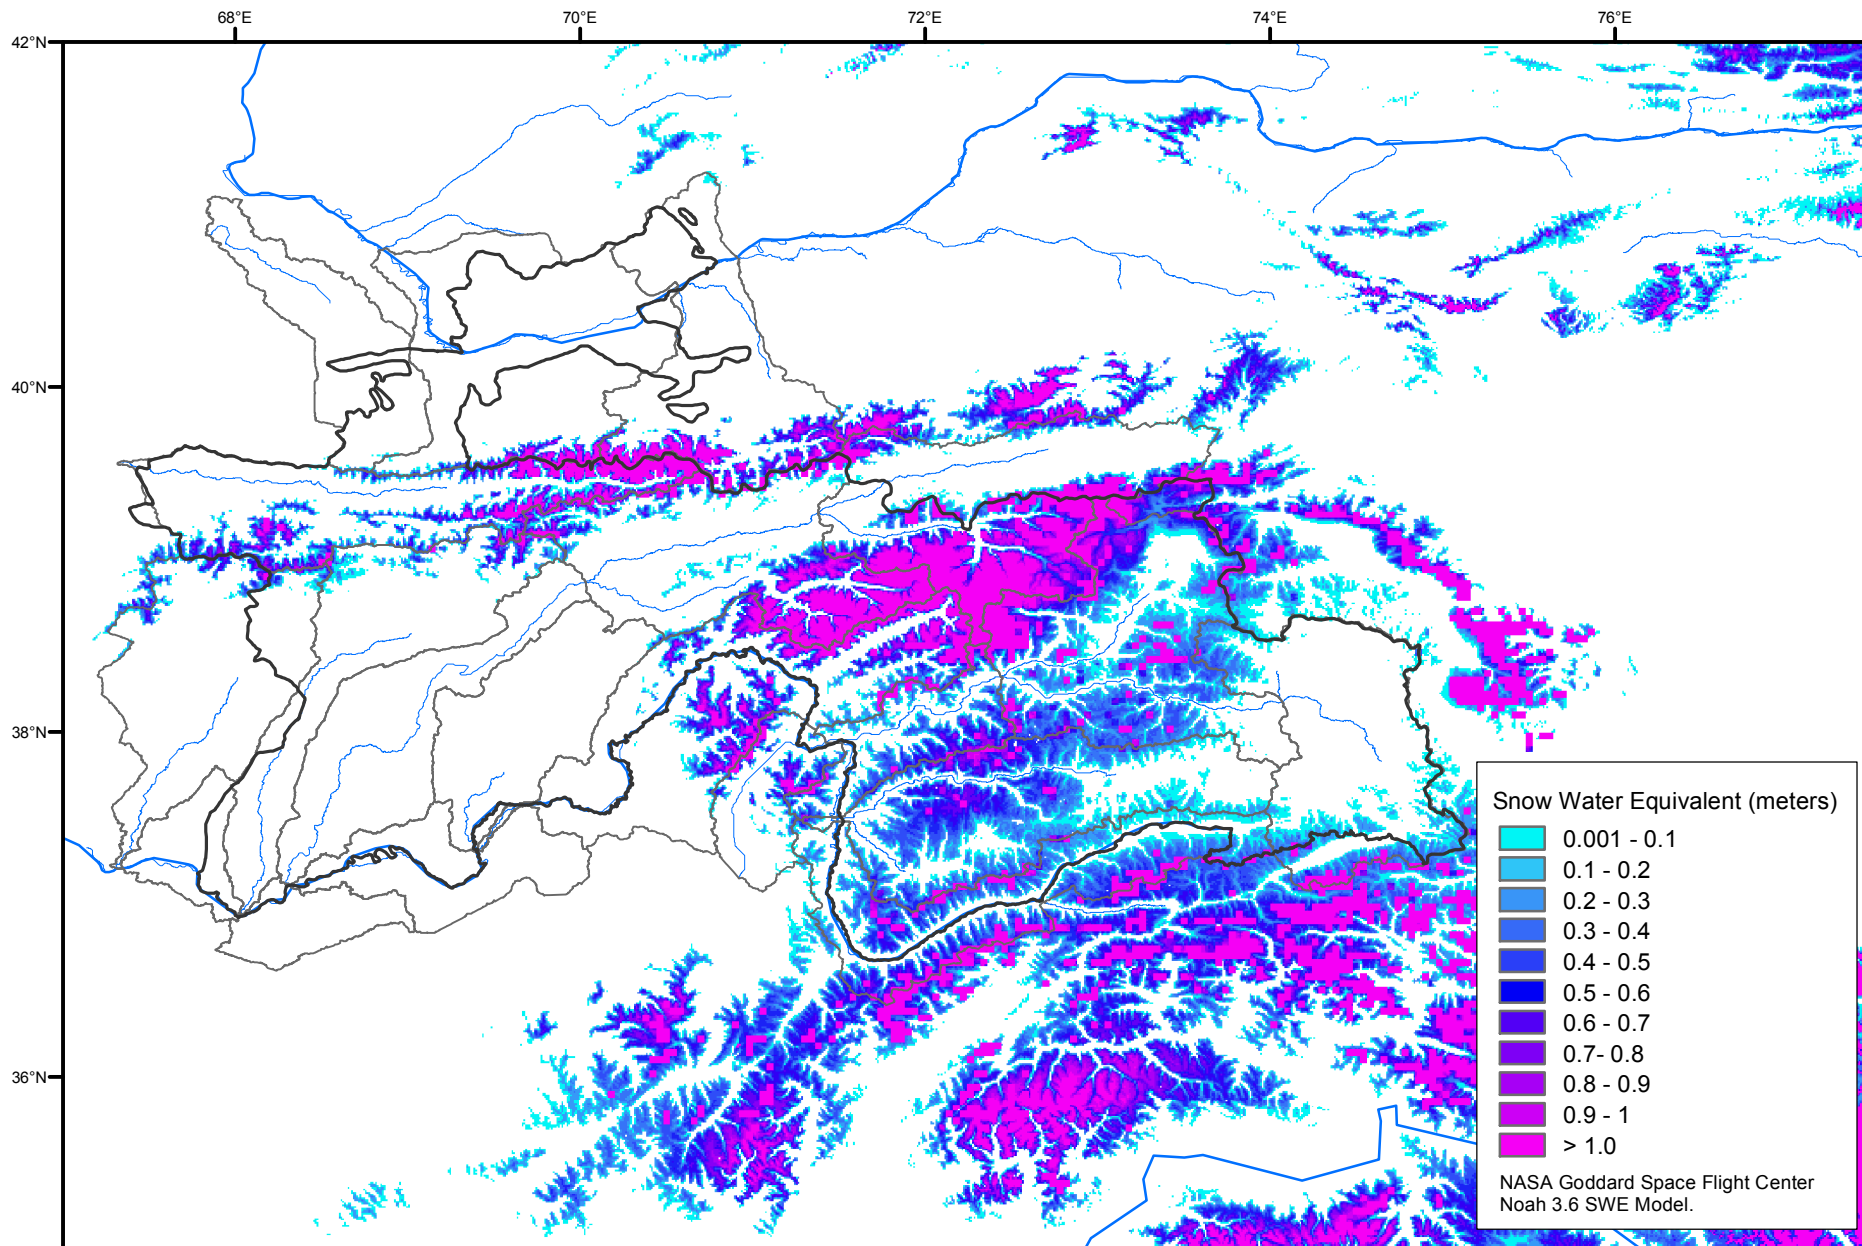 68°E
70°E
72°E
74°E
76°E
42°N
40°N
38°N
36°N
Snow Water Equivalent (meters)
0.001 - 0.1
0.1 - 0.2
0.2 - 0.3
0.3 - 0.4
0.4 - 0.5
0.5 - 0.6
0.6 - 0.7
0.7- 0.8
0.8 - 0.9
0.9 - 1
> 1.0
NASA Goddard Space Flight Center
Noah 3.6 SWE Model.